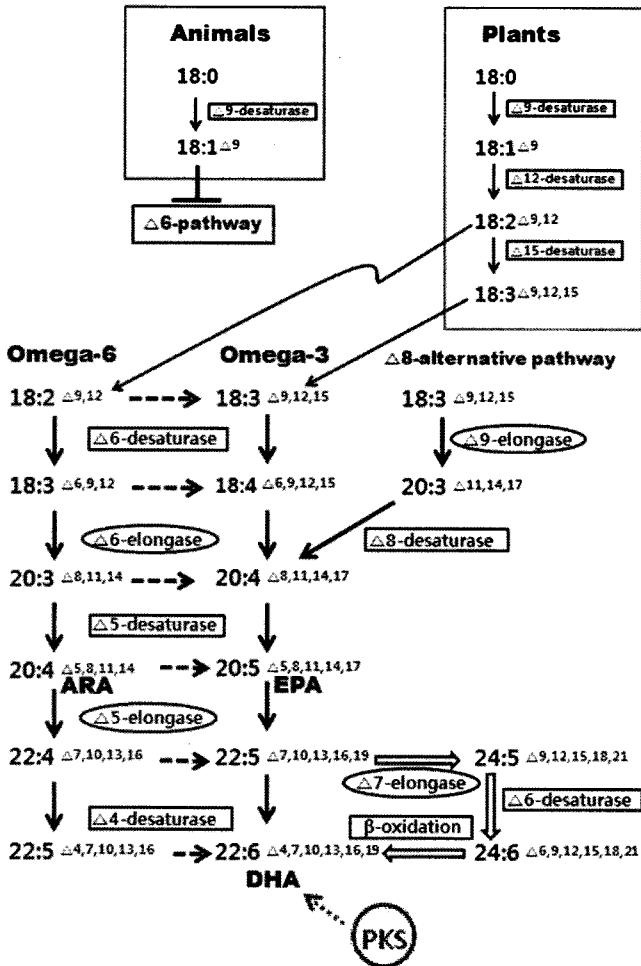 Animals
18:0
△9-desaturase
18:1 △9
△6-pathway
Plants
18:0
△9-desaturase
18:1 △9
△12-desaturase
18:2 △9,12
△15-desaturase
18:3 △9,12,15
Omega-6 Omega-3 △8-alternative pathway
18:2 △9,12 18:3 △9,12,15 18:3 △9,12,15
△6-desaturase △9-elongase
18:3 △6,9,12 18:4 △6,9,12,15 20:3 △11,14,17
△6-elongase △8-desaturase
20:3 △8,11,14 20:4 △8,11,14,17
△5-desaturase
20:4 △5,8,11,14 20:5 △5,8,11,14,17
ARA EPA
△5-elongase
22:4 △7,10,13,16 22:5 △7,10,13,16,19 24:5 △9,12,15,18,21
△7-elongase
△4-desaturase β-oxidation △6-desaturase
22:5 △4,7,10,13,16 22:6 △4,7,10,13,16,19 24:6 △6,9,12,15,18,21
DHA
PKS